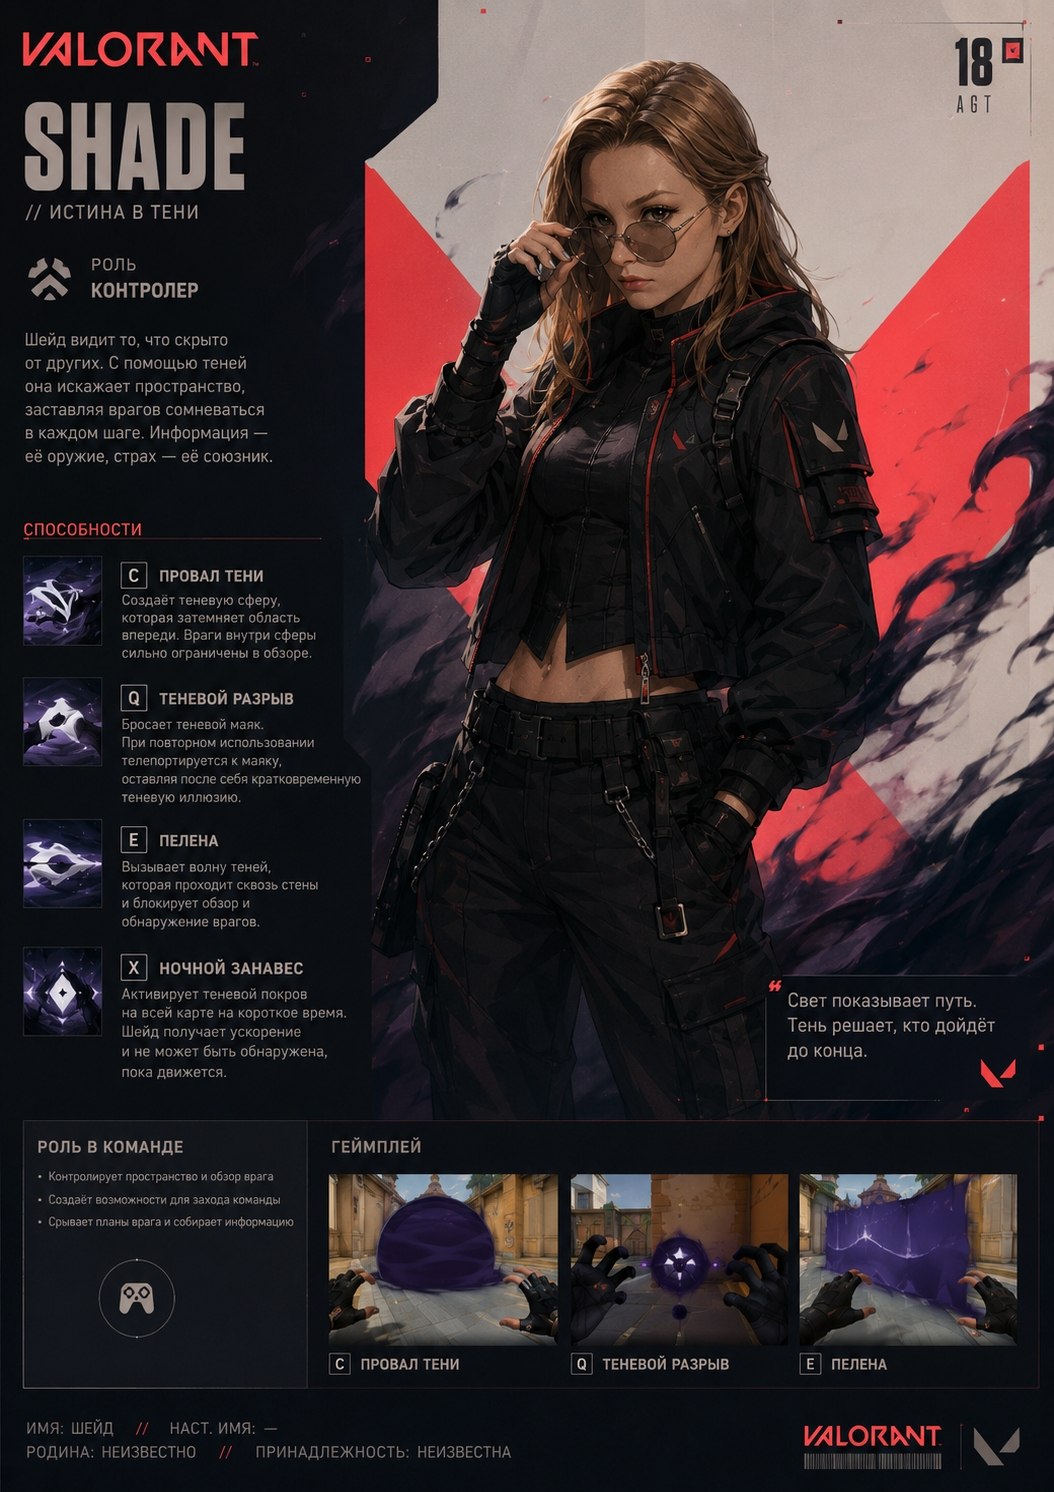 VALORANT
SHADE
// ИСТИНА В ТЕНИ
РОЛЬ
КОНТРОЛЕР
Шейд видит то, что скрыто
от других. С помощью теней
она искажает пространство,
заставляя врагов сомневаться
в каждом шаге. Информация —
её оружие, страх — её союзник.
18
AGT
СПОСОБНОСТИ
C ПРОВАЛ ТЕНИ
Создаёт теневую сферу,
которая затемняет область
впереди. Враги внутри сферы
сильно ограничены в обзоре.
Q ТЕНЕВОЙ РАЗРЫВ
Бросает теневой маяк.
При повторном использовании
телепортируется к маяку,
оставляя после себя кратковременную
теневую иллюзию.
E ПЕЛЕНА
Вызывает волну теней,
которая проходит сквозь стены
и блокирует обзор и
обнаружение врагов.
X НОЧНОЙ ЗАНАВЕС
Активирует теневой покров
на всей карте на короткое время.
Шейд получает ускорение
и не может быть обнаружена,
пока движется.
“ Свет показывает путь.
Тень решает, кто дойдёт
до конца.
РОЛЬ В КОМАНДЕ
• Контролирует пространство и обзор врага
• Создаёт возможности для захода команды
• Срывает планы врага и собирает информацию
ГЕЙМПЛЕЙ
C ПРОВАЛ ТЕНИ
Q ТЕНЕВОЙ РАЗРЫВ
E ПЕЛЕНА
ИМЯ: ШЕЙД // НАСТ. ИМЯ: —
РОДИНА: НЕИЗВЕСТНО // ПРИНАДЛЕЖНОСТЬ: НЕИЗВЕСТНА
VALORANT